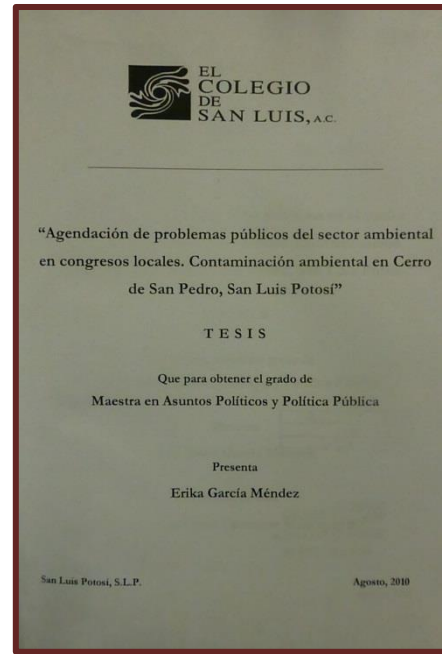 EL
COLEGIO
DE
SAN LUIS, A.C.
“Agendación de problemas públicos del sector ambiental
en congresos locales. Contaminación ambiental en Cerro
de San Pedro, San Luis Potosí”
T E S I S
Que para obtener el grado de
Maestra en Asuntos Políticos y Política Pública
Presenta
Erika García Méndez
San Luis Potosí, S.L.P.
Agosto, 2010